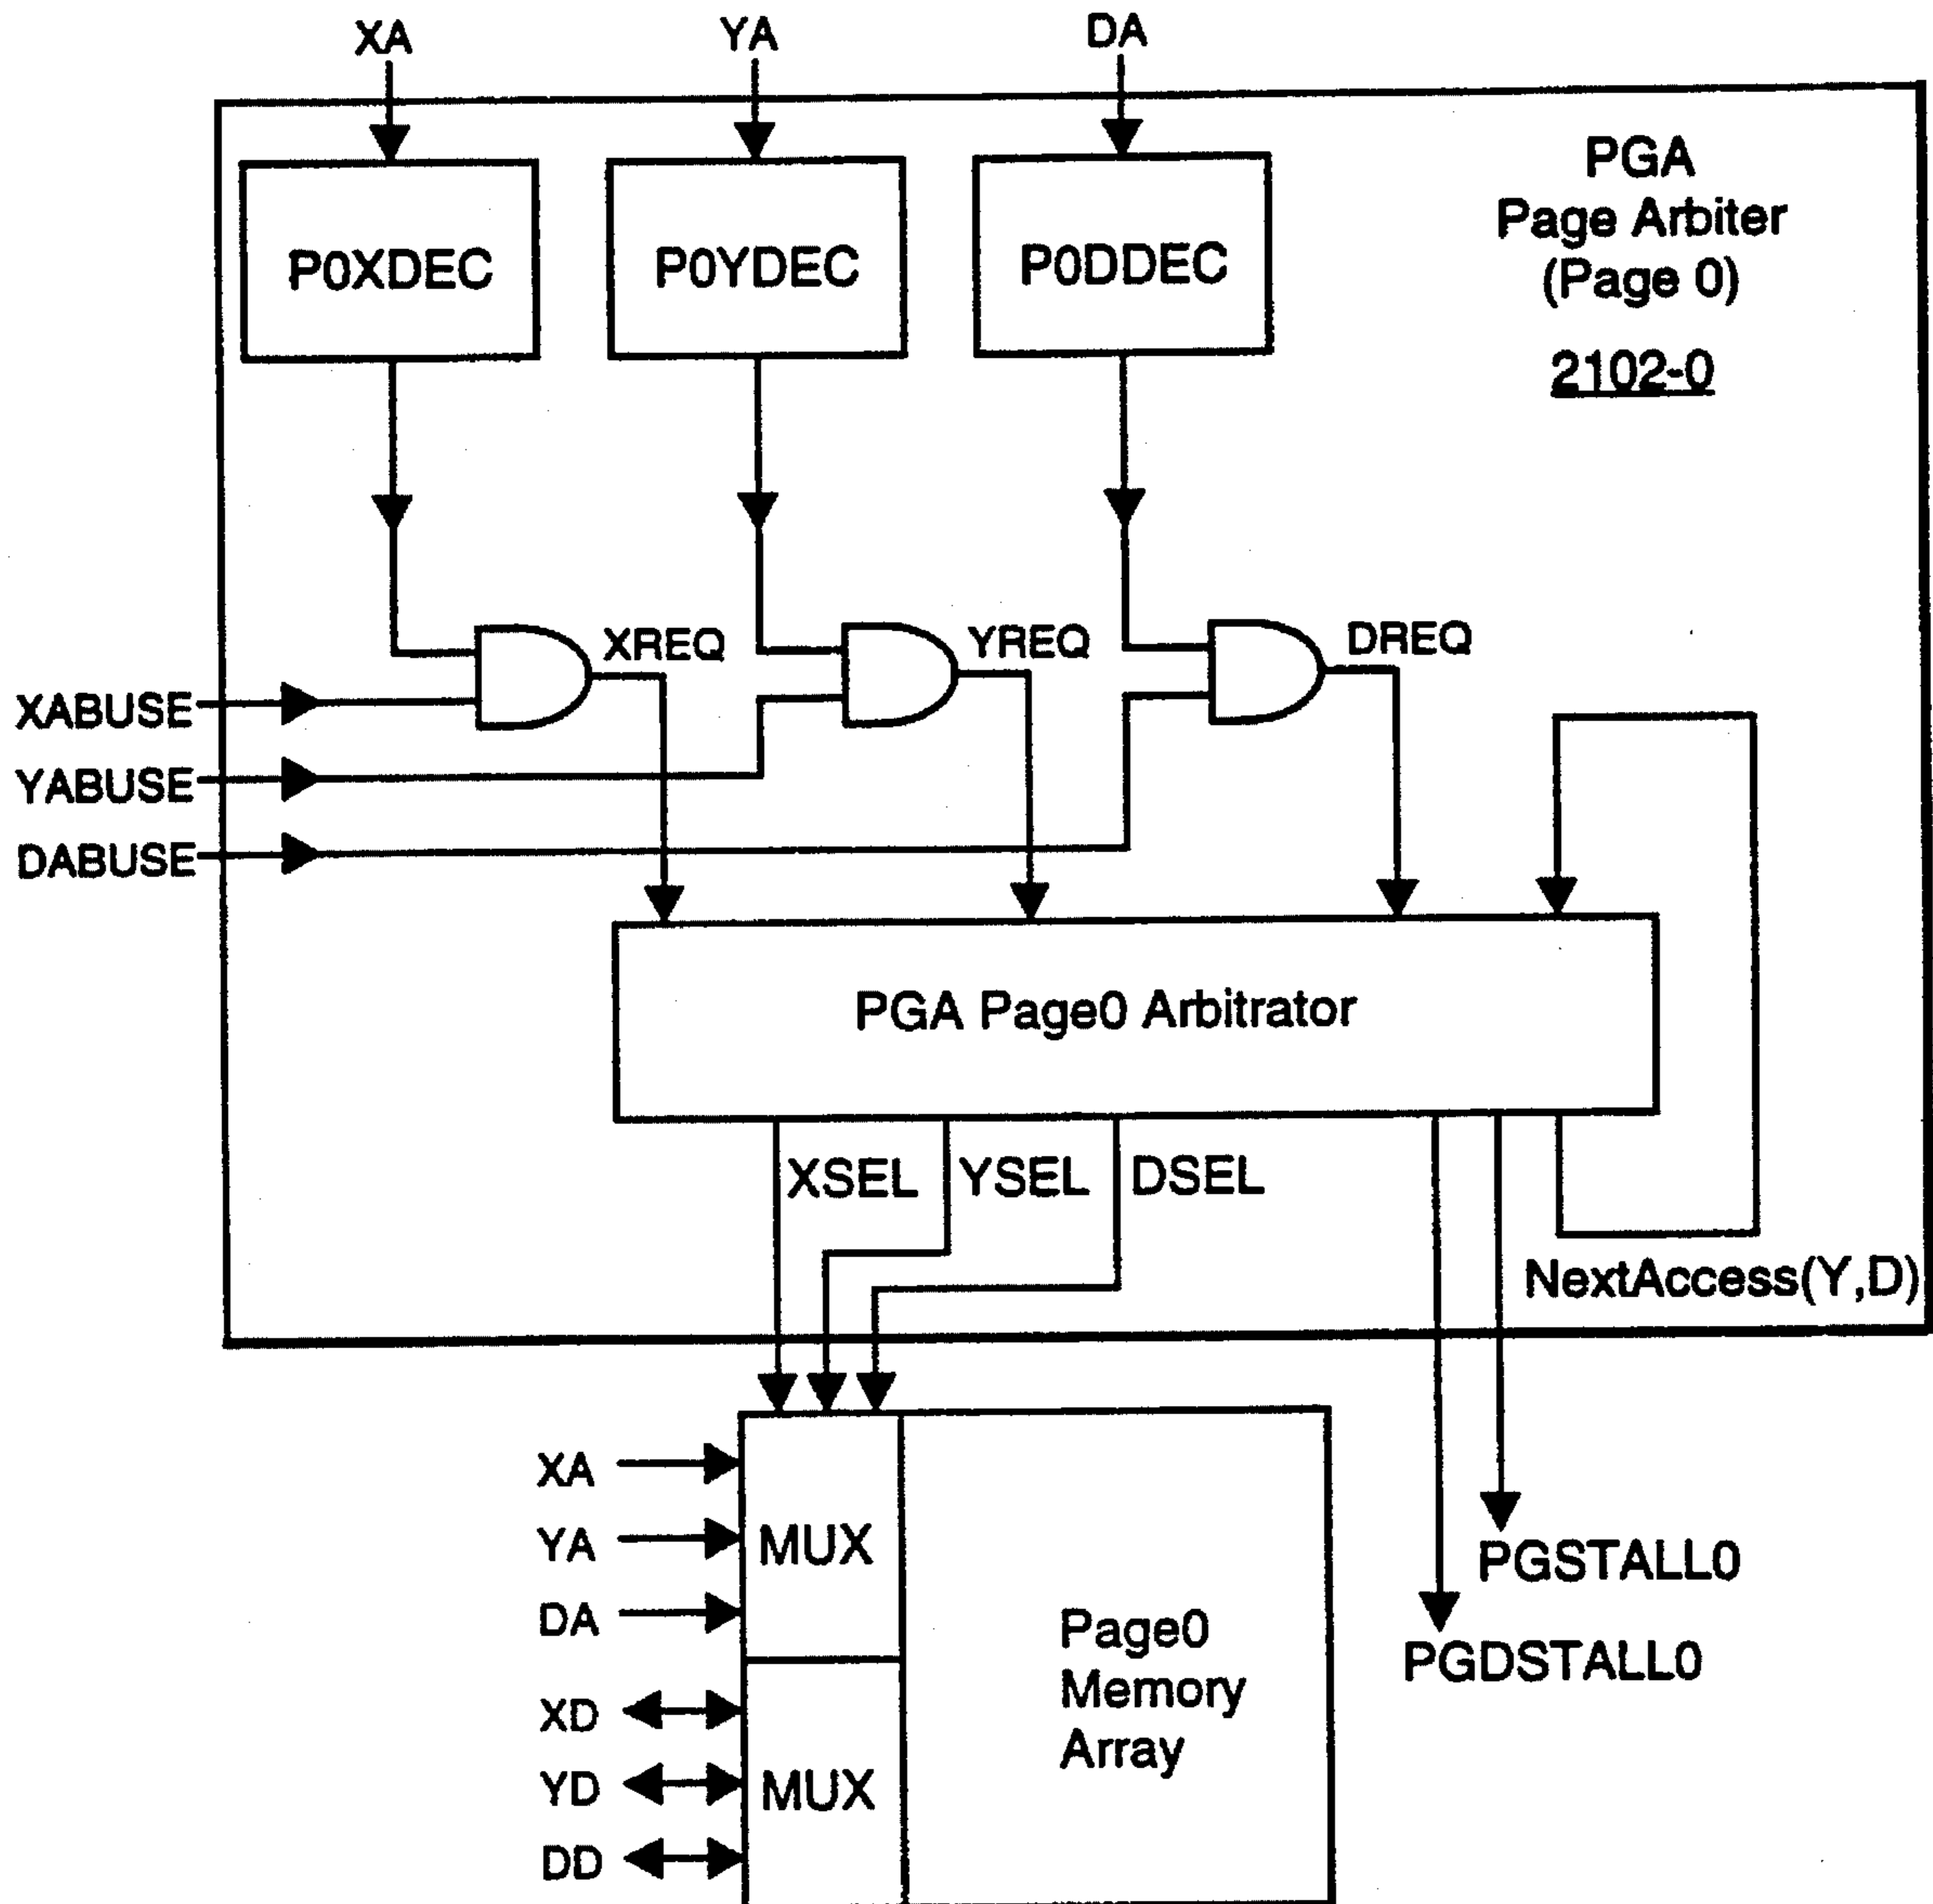 XA
YA
DA
PGA
Page Arbiter
(Page 0)
2102-0
P0XDEC
P0YDEC
P0DDEC
XREQ
YREQ
DREQ
XABUSE
YABUSE
DABUSE
PGA Page0 Arbitrator
XSEL
YSEL
DSEL
NextAccess(Y,D)
XA
YA
DA
MUX
XD
YD
DD
MUX
Page0
Memory
Array
PGSTALL0
PGDSTALL0